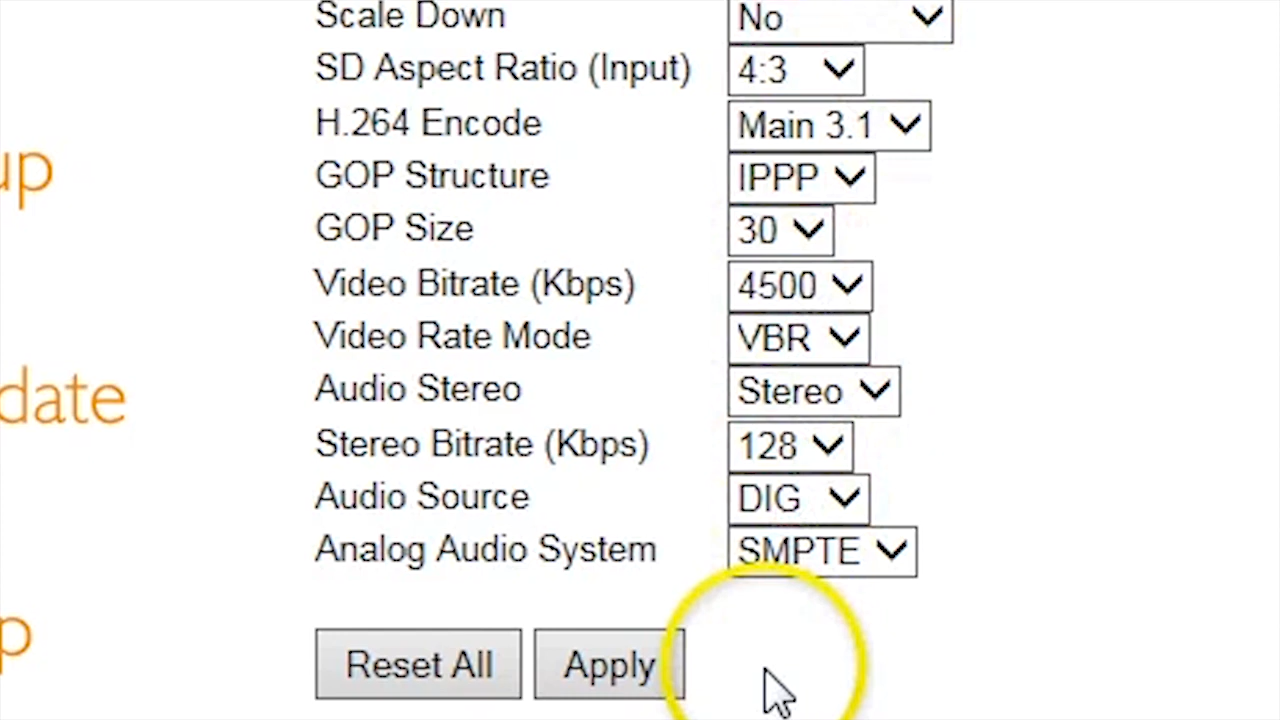 Scale Down No
SD Aspect Ratio (Input) 4:3
H.264 Encode Main 3.1
up
GOP Structure IPPP
GOP Size 30
Video Bitrate (Kbps) 4500
Video Rate Mode VBR
date
Audio Stereo Stereo
Stereo Bitrate (Kbps) 128
Audio Source DIG
Analog Audio System SMPTE
p
Reset All Apply